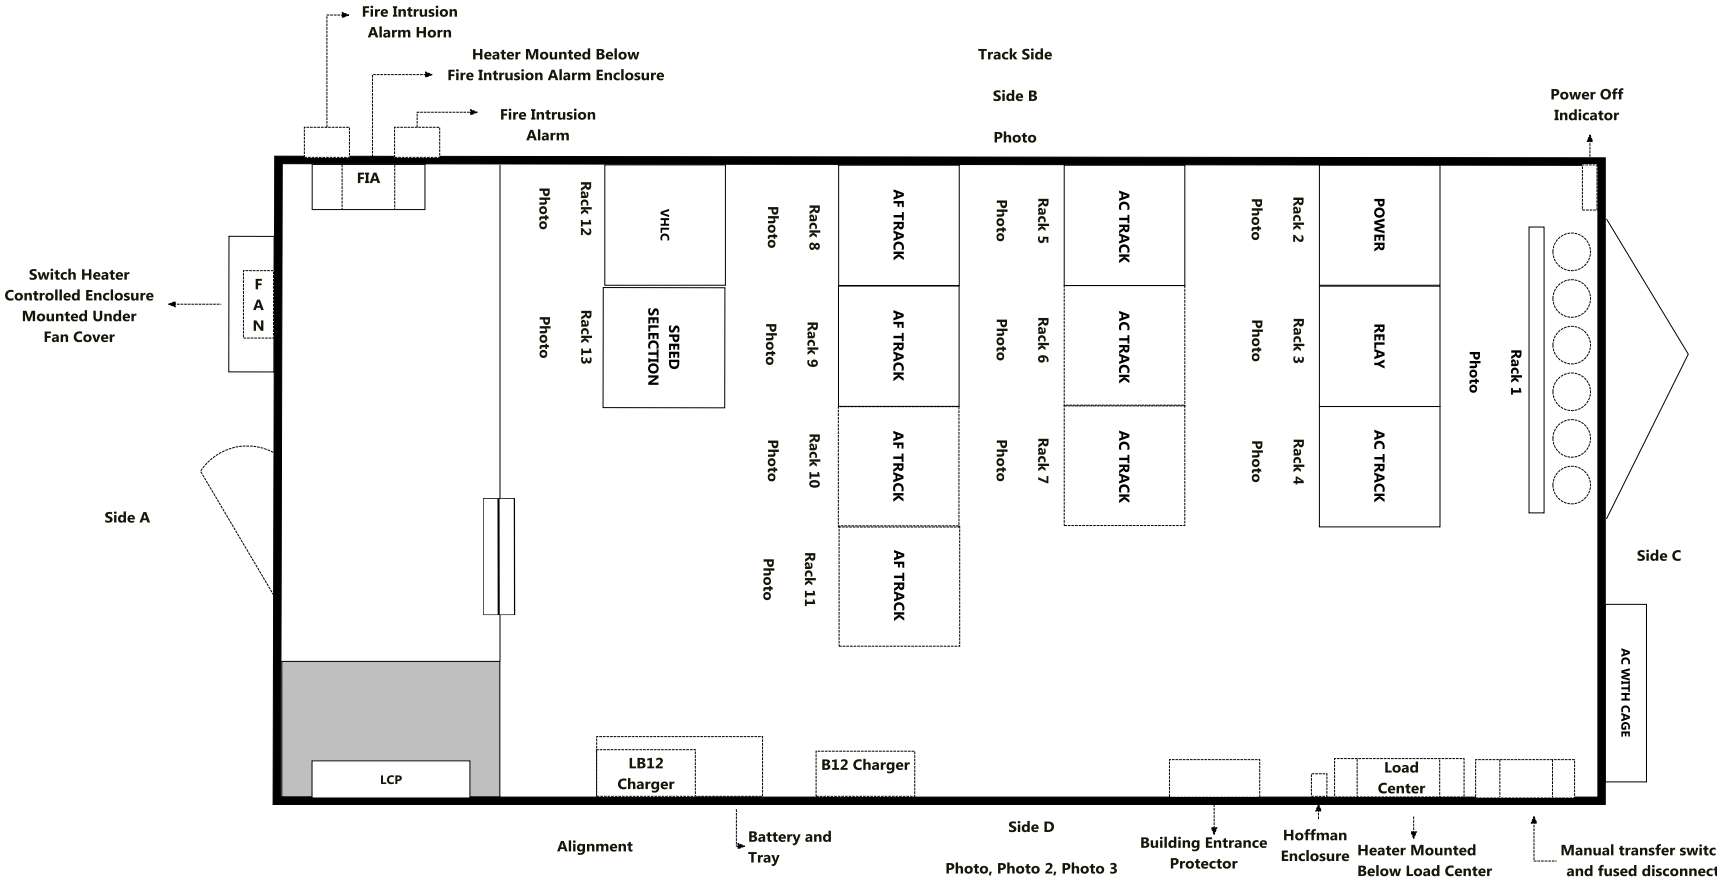 Fire Intrusion
Alarm Horn
Heater Mounted Below
Fire Intrusion Alarm Enclosure
Fire Intrusion
Alarm
Track Side
Side B
Photo
Power Off
Indicator
FIA
Switch Heater
Controlled Enclosure
Mounted Under
Fan Cover
F
A
N
Side A
Photo
Rack 12
VHLC
Photo
Rack 13
SPEED
SELECTION
Photo
Rack 8
AF TRACK
Photo
Rack 9
AF TRACK
Photo
Rack 10
AF TRACK
Photo
Rack 11
AF TRACK
Photo
Rack 5
AC TRACK
Photo
Rack 6
AC TRACK
Photo
Rack 7
AC TRACK
Photo
Rack 2
POWER
Photo
Rack 3
RELAY
Photo
Rack 4
AC TRACK
Photo
Rack 1
Side C
AC WITH CAGE
LCP
LB12
Charger
B12 Charger
Load
Center
Alignment
Battery and
Tray
Side D
Photo, Photo 2, Photo 3
Building Entrance
Protector
Hoffman
Enclosure
Heater Mounted
Below Load Center
Manual transfer switc
and fused disconnect